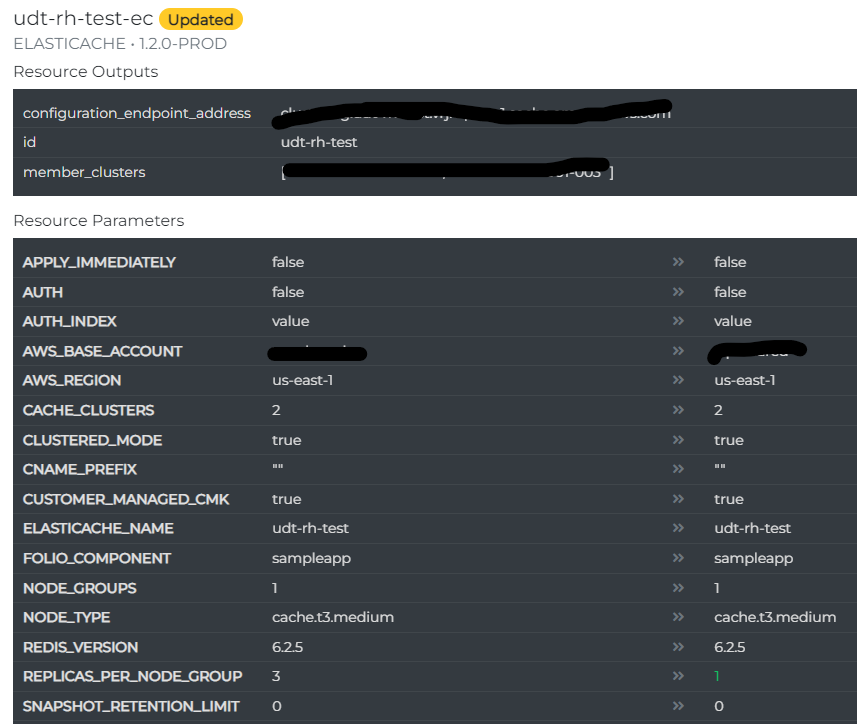 udt-rh-test-ec Updated
ELASTICACHE • 1.2.0-PROD
Resource Outputs
configuration_endpoint_address
id udt-rh-test
member_clusters [ ]
Resource Parameters
APPLY_IMMEDIATELY false » false
AUTH false » false
AUTH_INDEX value » value
AWS_BASE_ACCOUNT »
AWS_REGION us-east-1 » us-east-1
CACHE_CLUSTERS 2 » 2
CLUSTERED_MODE true » true
CNAME_PREFIX "" » ""
CUSTOMER_MANAGED_CMK true » true
ELASTICACHE_NAME udt-rh-test » udt-rh-test
FOLIO_COMPONENT sampleapp » sampleapp
NODE_GROUPS 1 » 1
NODE_TYPE cache.t3.medium » cache.t3.medium
REDIS_VERSION 6.2.5 » 6.2.5
REPLICAS_PER_NODE_GROUP 3 » 1
SNAPSHOT_RETENTION_LIMIT 0 » 0